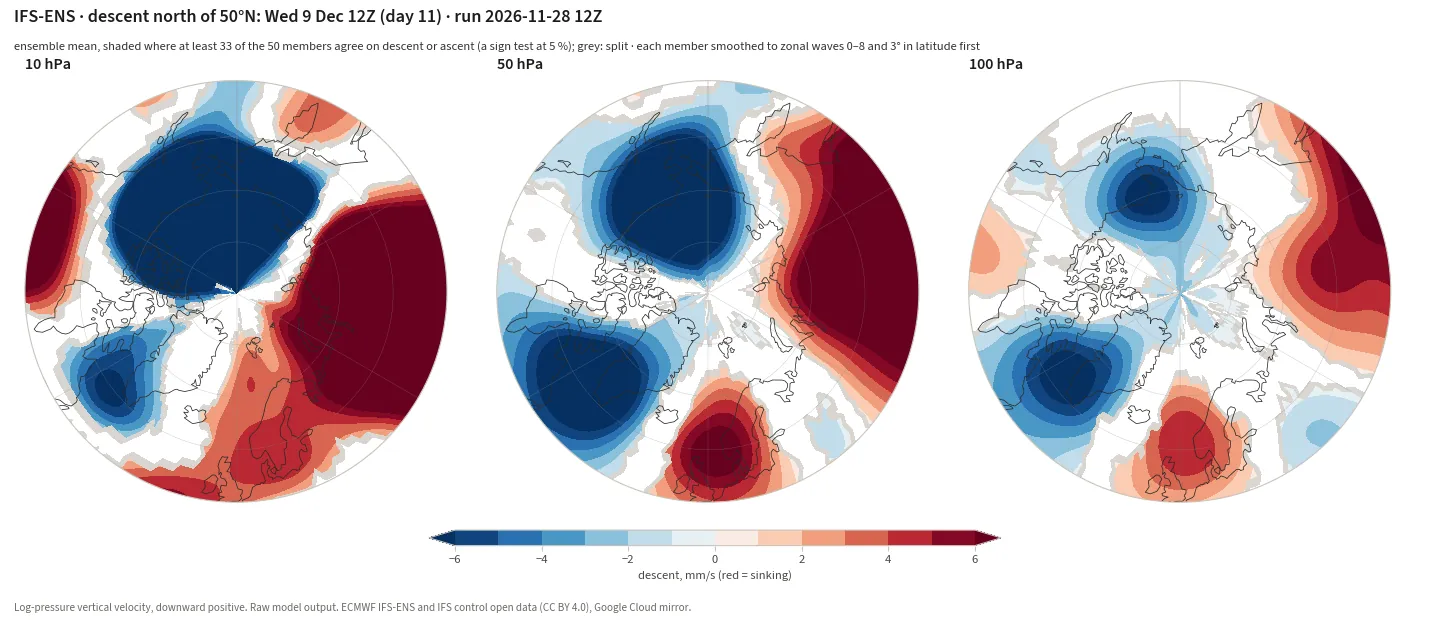 IFS-ENS · descent north of 50°N: Wed 9 Dec 12Z (day 11) · run 2026-11-28 12Z
ensemble mean, shaded where at least 33 of the 50 members agree on descent or ascent (a sign test at 5 %); grey: split · each member smoothed to zonal waves 0–8 and 3° in latitude first
10 hPa
50 hPa
100 hPa
−6 −4 −2 0 2 4 6
descent, mm/s (red = sinking)
Log-pressure vertical velocity, downward positive. Raw model output. ECMWF IFS-ENS and IFS control open data (CC BY 4.0), Google Cloud mirror.